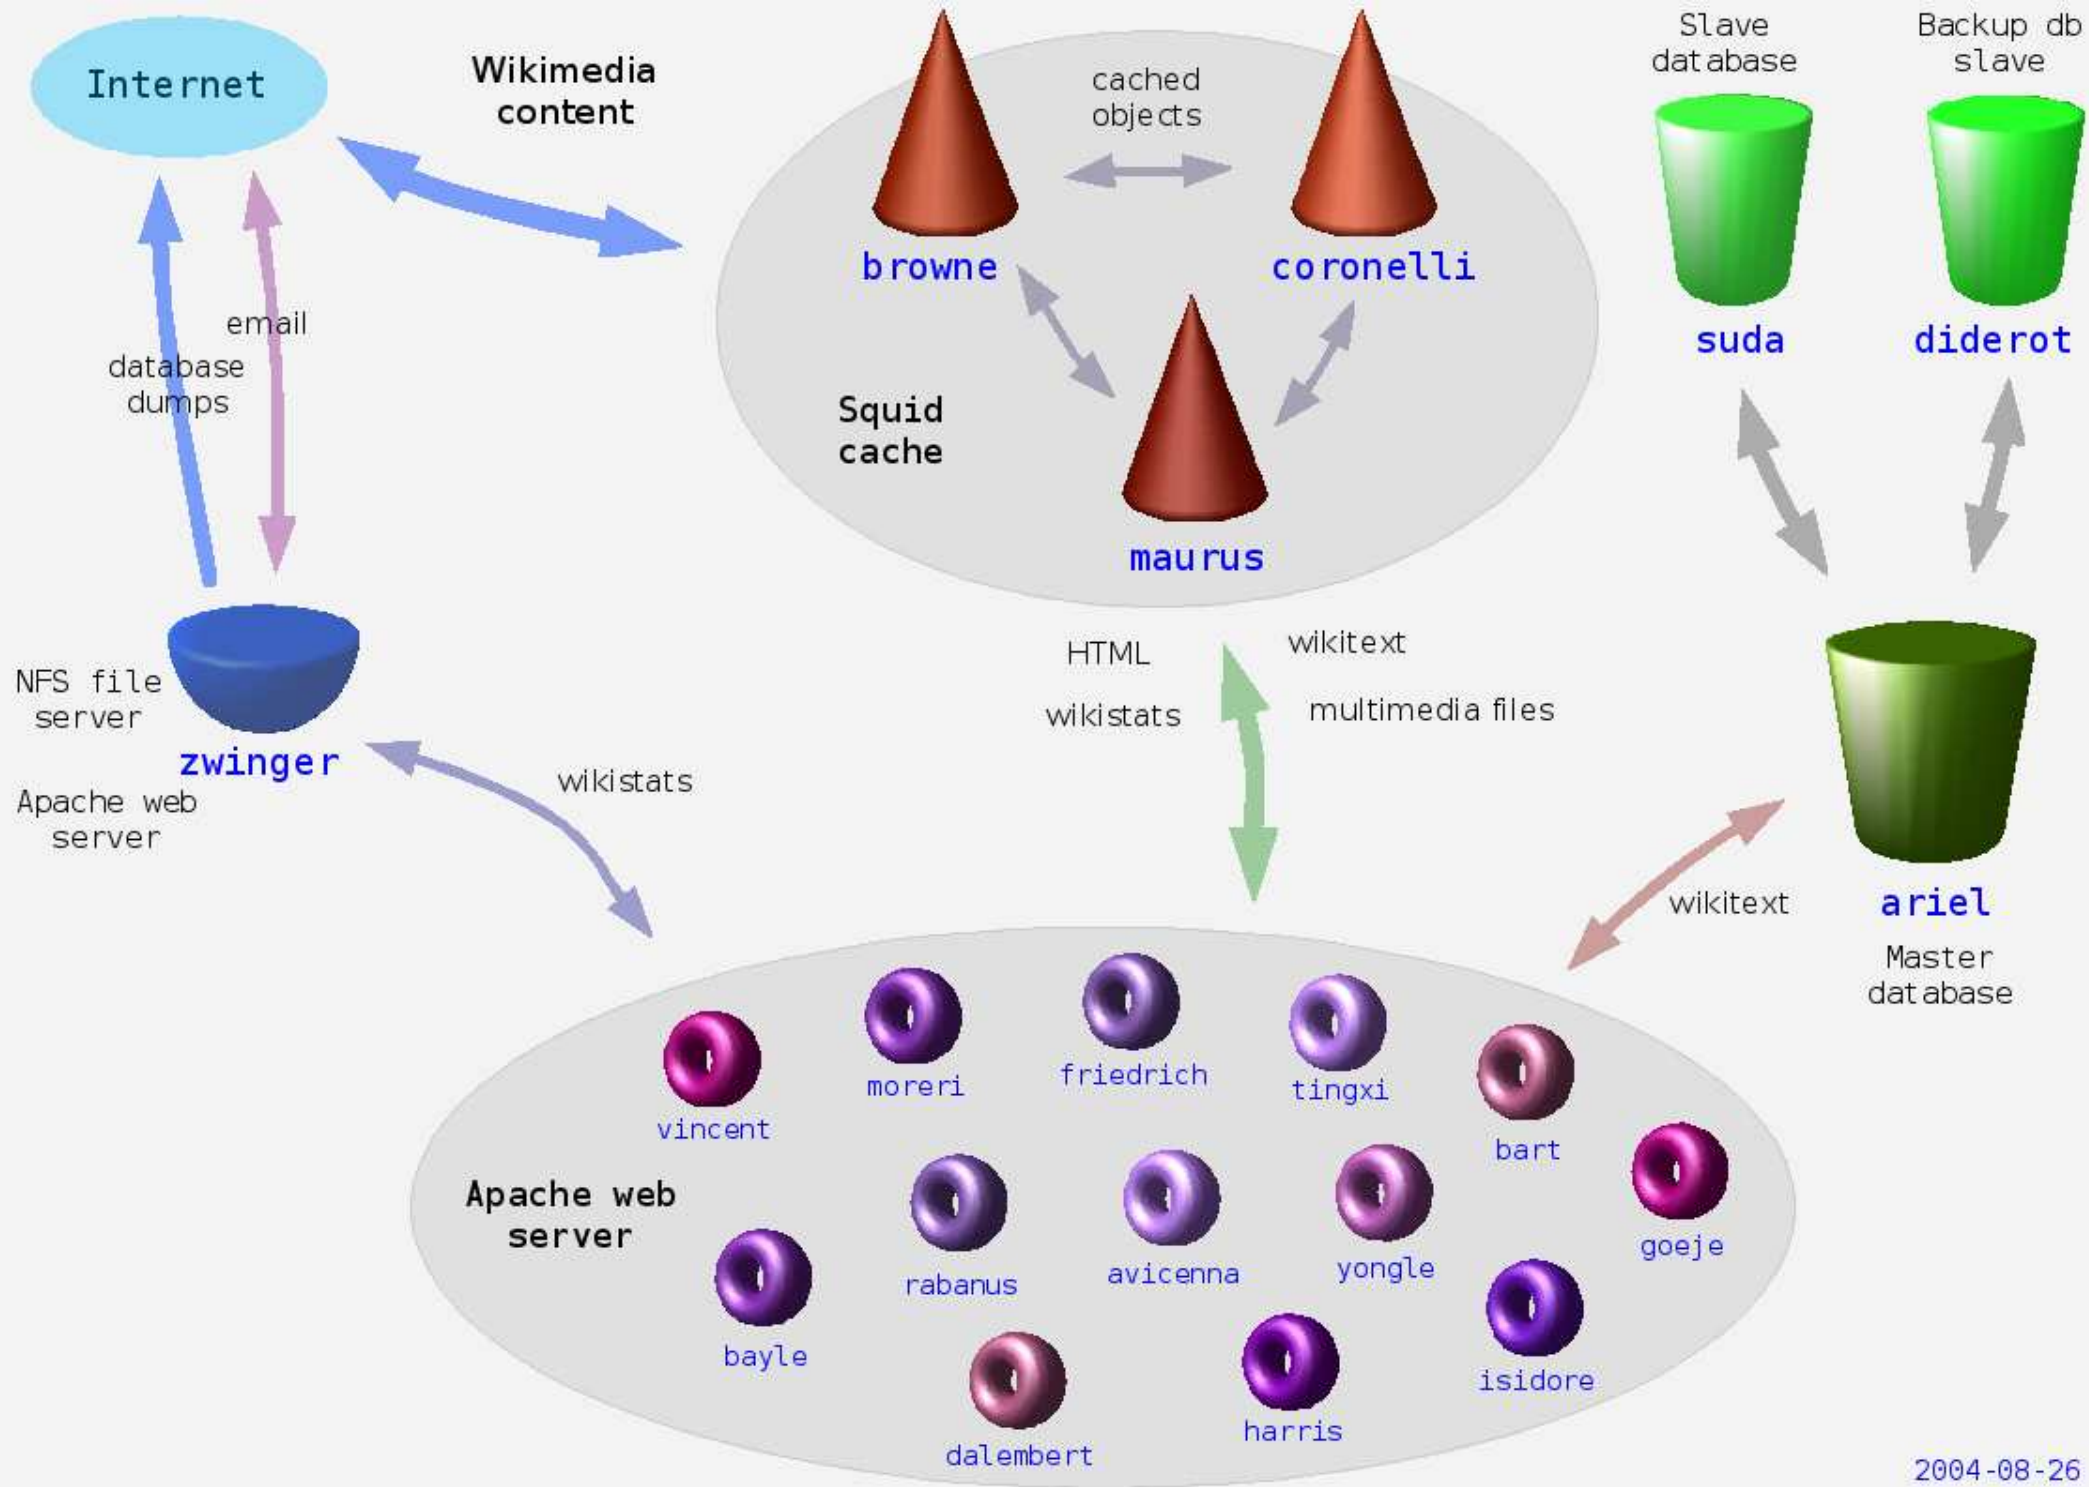 Internet
Wikimedia
content
cached
objects
Slave
database
Backup db
slave
browne
coronelli
suda
diderot
email
database
dumps
Squid
cache
maurus
NFS file
server
zwinger
Apache web
server
wikistats
HTML
wikitext
wikistats
multimedia files
wikitext
ariel
Master
database
Apache web
server
vincent
moreri
friedrich
tingxi
bart
goeje
rabanus
avicenna
yongle
bayle
isidore
dalembert
harris
2004-08-26